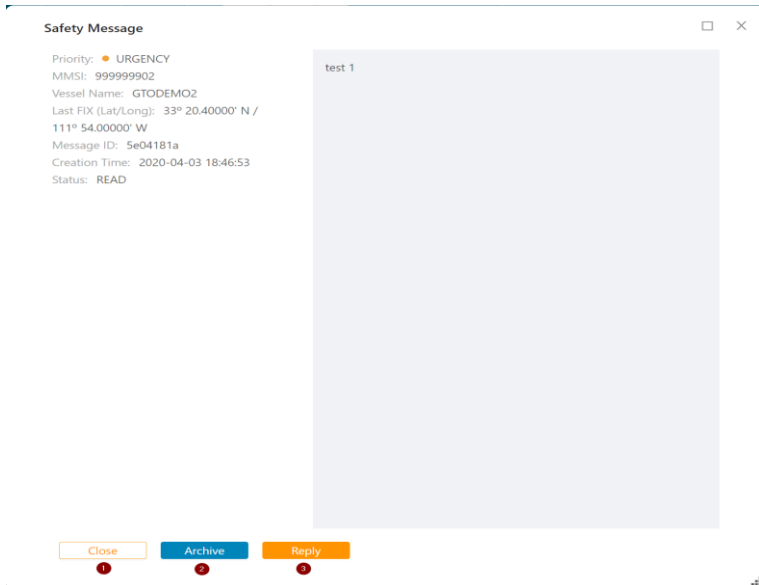 Safety Message
Priority: URGENCY
MMSI: 999999902
Vessel Name: GTODEMO2
Last FIX (Lat/Long): 33º 20.40000' N /
111º 54.00000' W
Message ID: 5e04181a
Creation Time: 2020-04-03 18:46:53
Status: READ
test 1
Close
Archive
Reply
1
2
3